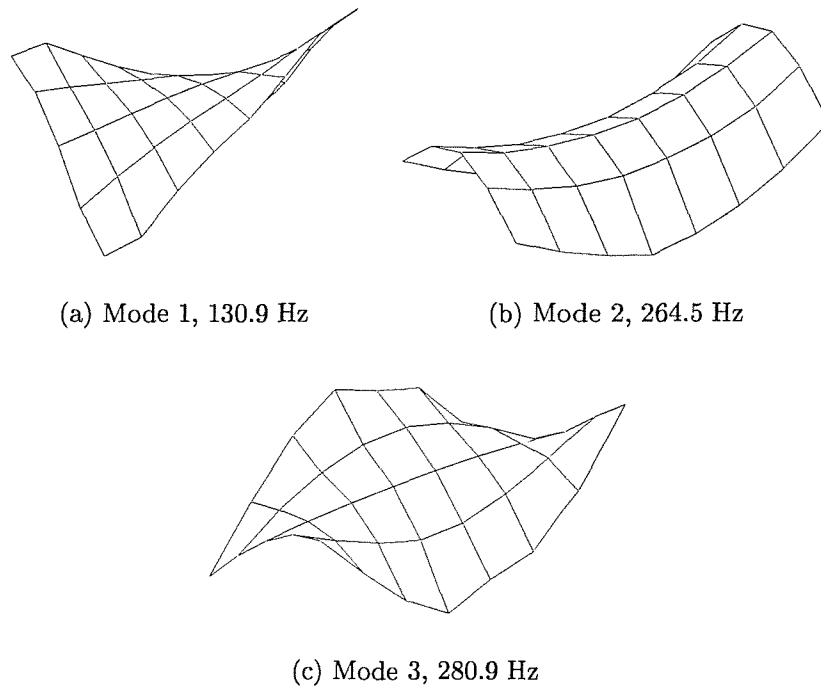 (a) Mode 1, 130.9 Hz
(b) Mode 2, 264.5 Hz
(c) Mode 3, 280.9 Hz